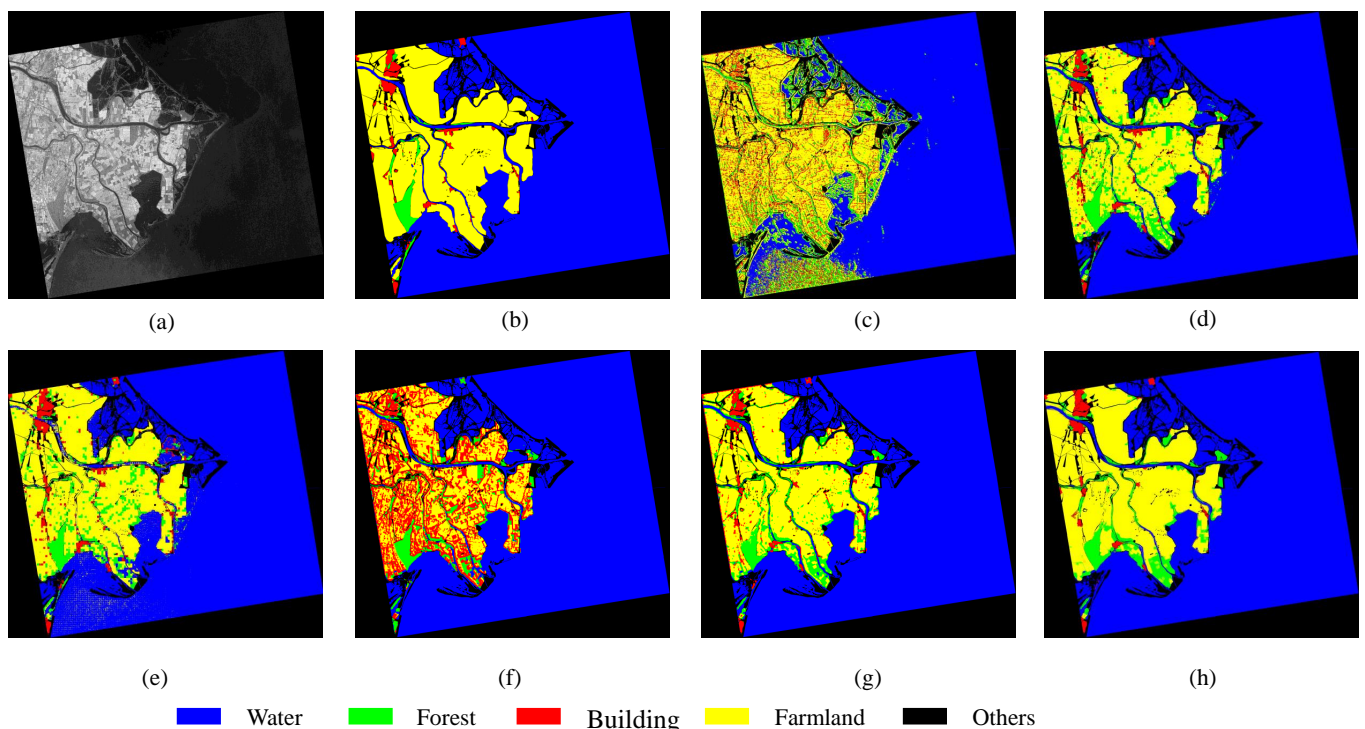 (a) (b) (c) (d)
(e) (f) (g) (h)
Water Forest Building Farmland Others